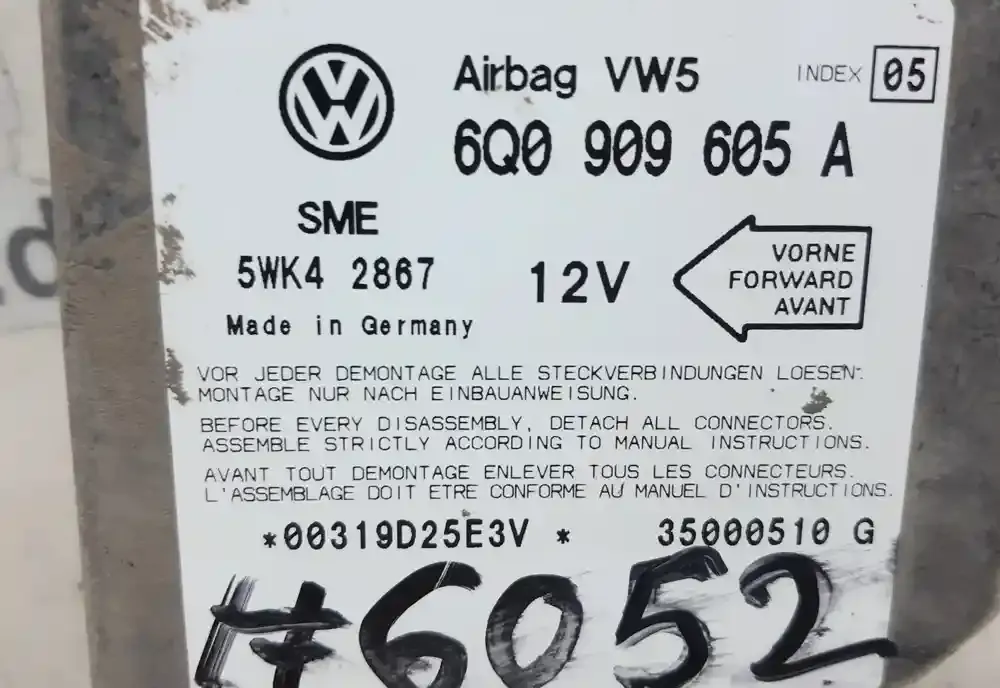 Airbag VW5 INDEX 05
6Q0 909 605 A
SME
5WK4 2867
12V
Made in Germany
VORNE
FORWARD
AVANT
VOR JEDER DEMONTAGE ALLE STECKVERBINDUNGEN LOESEN.
MONTAGE NUR NACH EINBAUANWEISUNG.
BEFORE EVERY DISASSEMBLY, DETACH ALL CONNECTORS.
ASSEMBLE STRICTLY ACCORDING TO MANUAL INSTRUCTIONS.
AVANT TOUT DEMONTAGE ENLEVER TOUS LES CONNECTEURS.
L'ASSEMBLAGE DOIT ETRE CONFORME AU MANUEL D'INSTRUCTIONS.
*00319D25E3V * 35000510 G
#6052